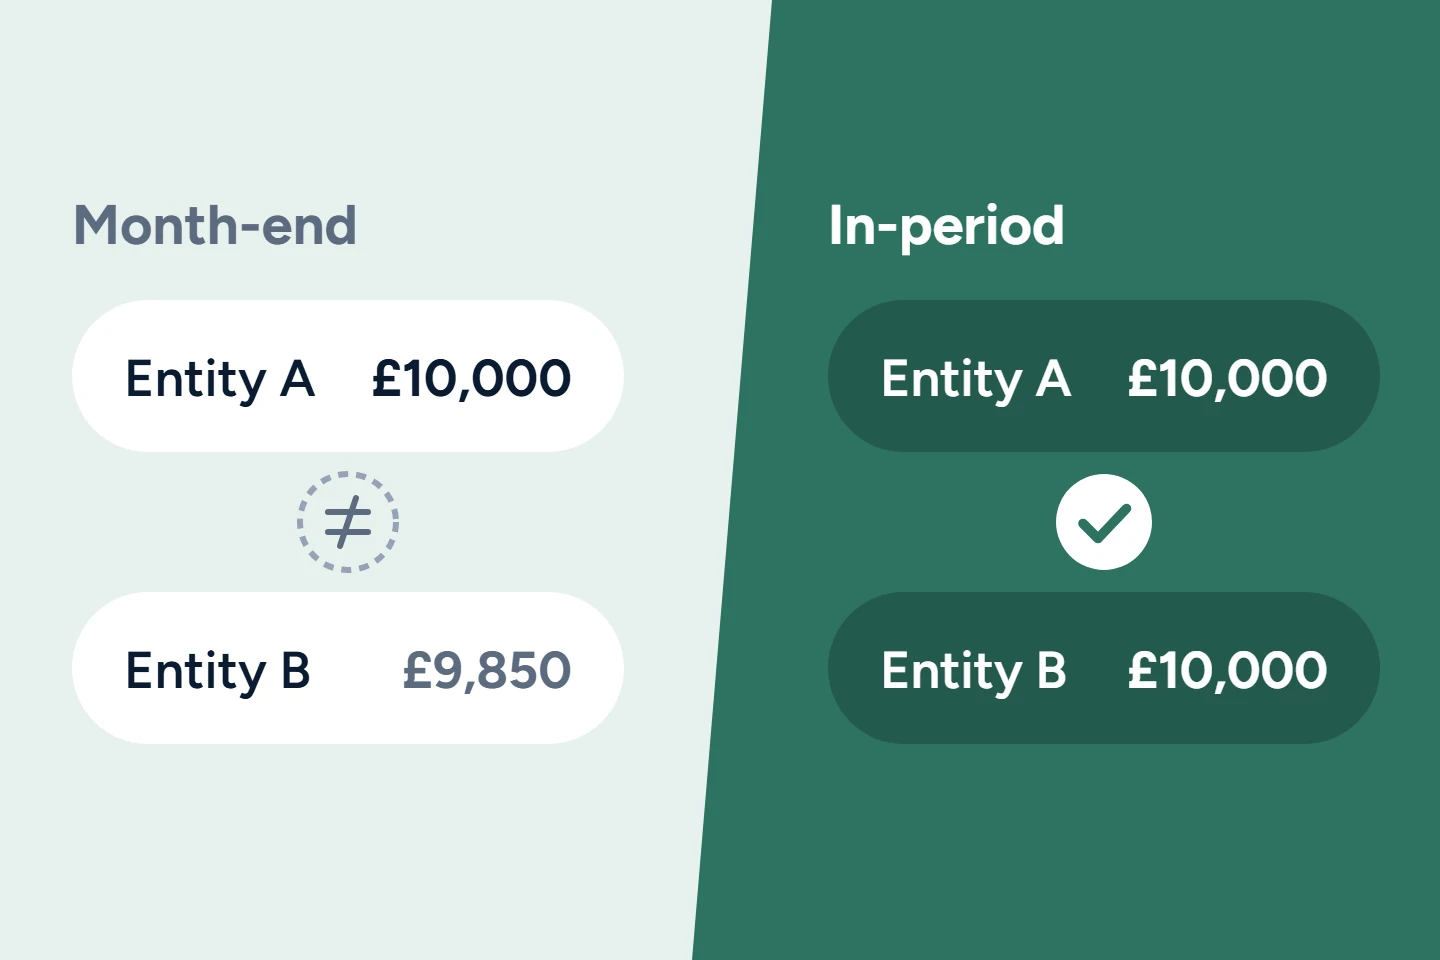 Month-end
Entity A £10,000
≠
Entity B £9,850
In-period
Entity A £10,000
Entity B £10,000